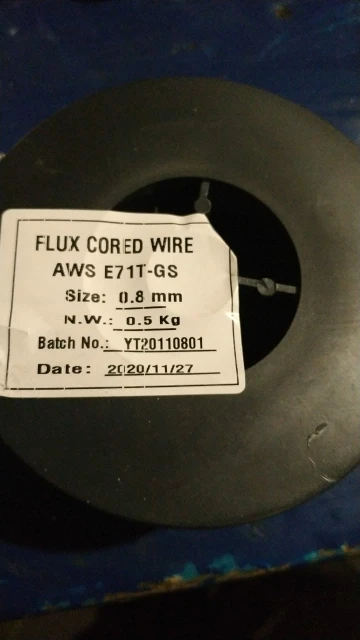 FLUX CORED WIRE
AWS E71T-GS
Size: 0.8 mm
N.W.: 0.5 Kg
Batch No.: YT20110801
Date: 2020/11/27